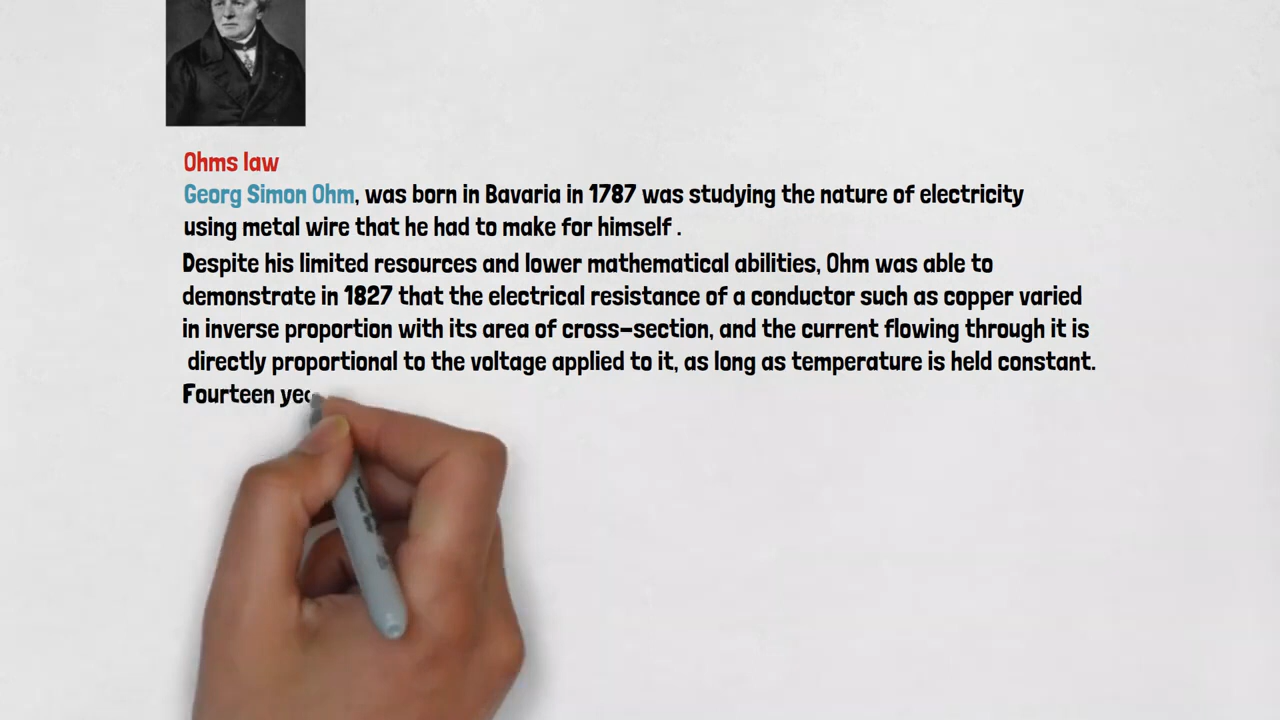 Ohms law
Georg Simon Ohm, was born in Bavaria in 1787 was studying the nature of electricity
using metal wire that he had to make for himself .
Despite his limited resources and lower mathematical abilities, Ohm was able to
demonstrate in 1827 that the electrical resistance of a conductor such as copper varied
in inverse proportion with its area of cross-section, and the current flowing through it is
directly proportional to the voltage applied to it, as long as temperature is held constant.
Fourteen